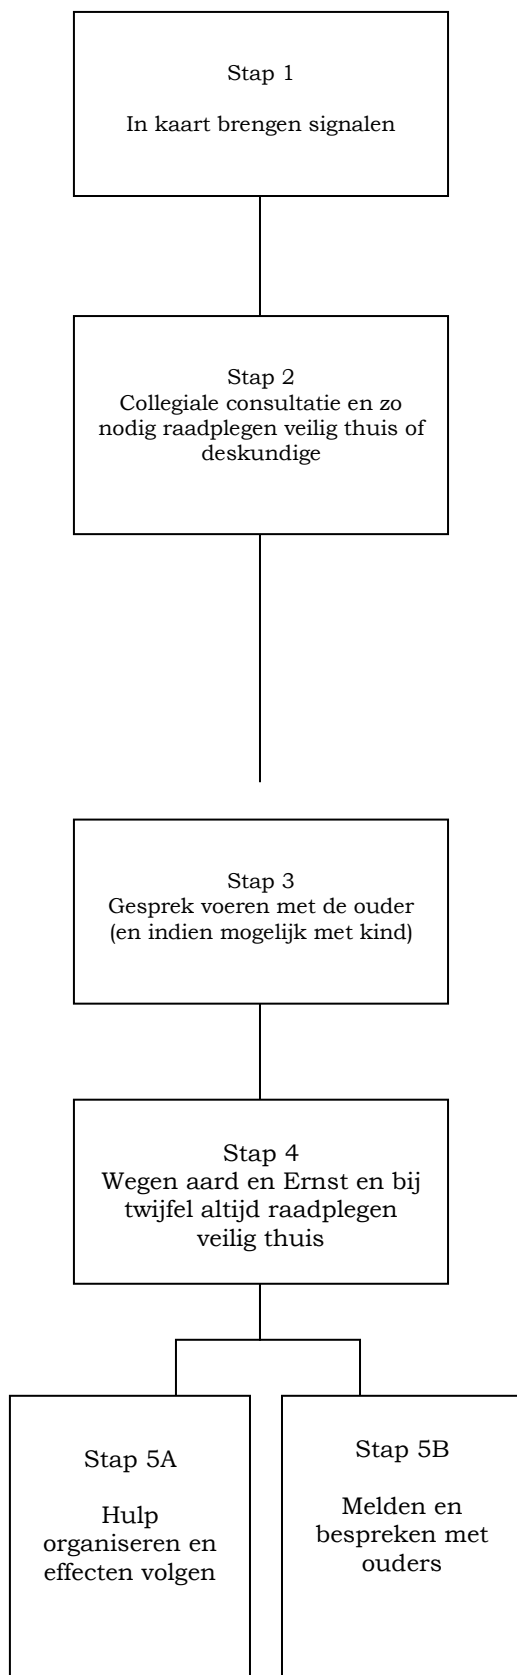 Stap 1
In kaart brengen signalen
Stap 2
Collegiale consultatie en zo
nodig raadplegen veilig thuis of
deskundige
Stap 3
Gesprek voeren met de ouder
(en indien mogelijk met kind)
Stap 4
Wegen aard en Ernst en bij
twijfel altijd raadplegen
veilig thuis
Stap 5A
Hulp
organiseren en
effecten volgen
Stap 5B
Melden en
bespreken met
ouders